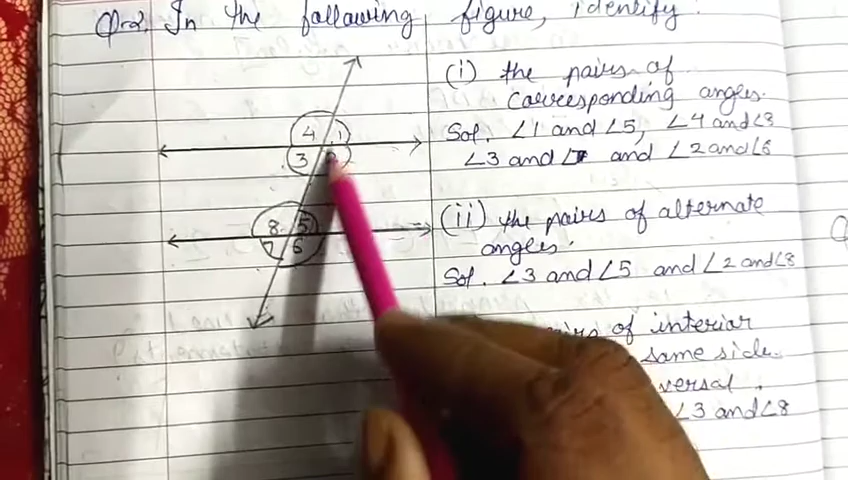 Q-2. In the following figure, identify.
(i) the pairs of
corresponding angles.
Sol. ∠1 and ∠5, ∠4 and ∠8
∠3 and ∠7 and ∠2 and ∠6
4 1
3
8 5
7 6
(ii) the pairs of alternate
angles.
Sol. ∠3 and ∠5 and ∠2 and ∠8
of interior
same side
∠3 and ∠8